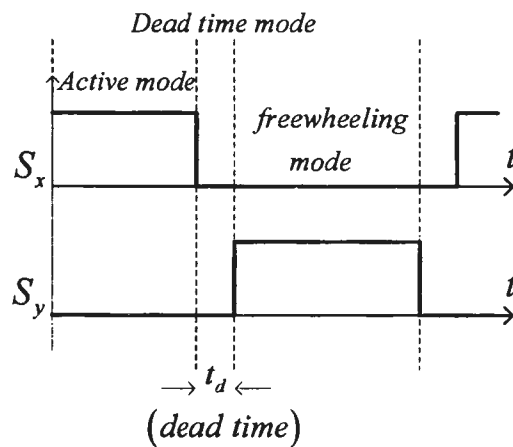 Dead time mode
Active mode
freewheeling
mode
S_x
t
S_y
t
t_d
(dead time)